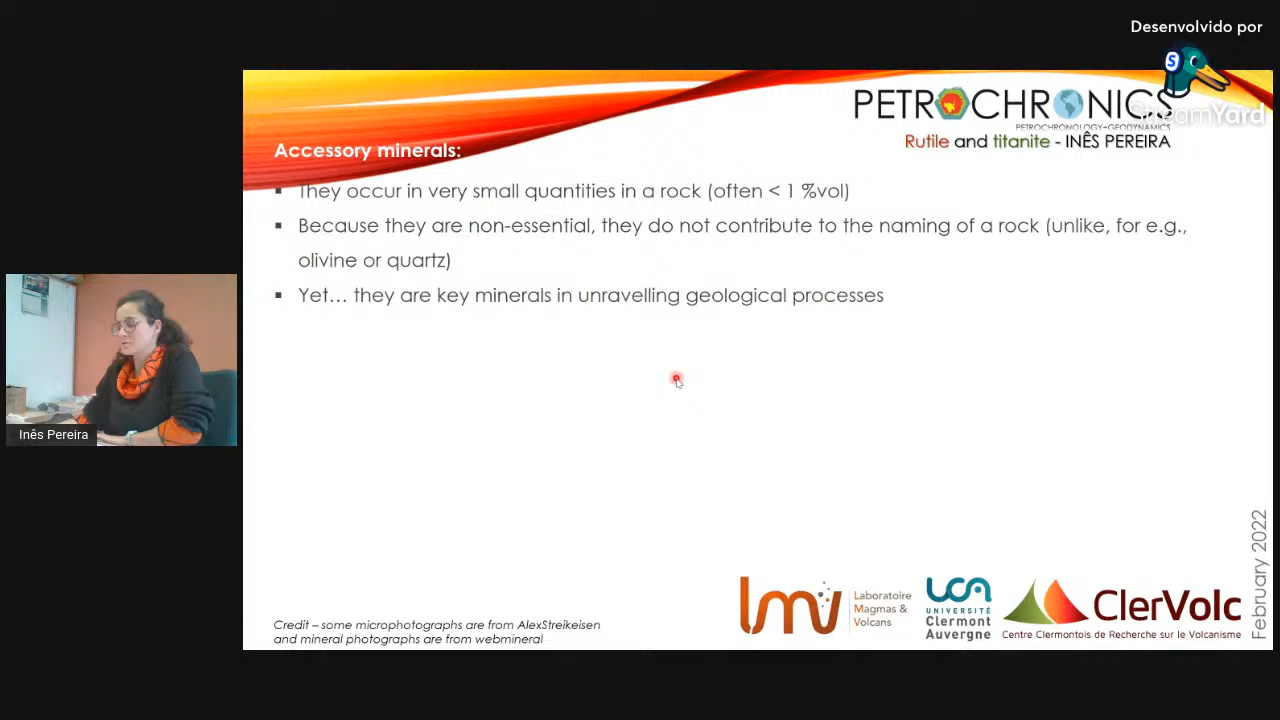 Desenvolvido por
S
StreamYard
PETROCHRONICS
PETROCHRONOLOGY+GEODYNAMICS
Rutile and titanite - INÊS PEREIRA
Accessory minerals:
▪ They occur in very small quantities in a rock (often < 1 %vol)
▪ Because they are non-essential, they do not contribute to the naming of a rock (unlike, for e.g.,
olivine or quartz)
▪ Yet… they are key minerals in unravelling geological processes
Inês Pereira
February 2022
Credit – some microphotographs are from AlexStreikeisen
and mineral photographs are from webmineral
lmv
Laboratoire
Magmas &
Volcans
UCA
UNIVERSITÉ
Clermont
Auvergne
ClerVolc
Centre Clermontois de Recherche sur le Volcanisme